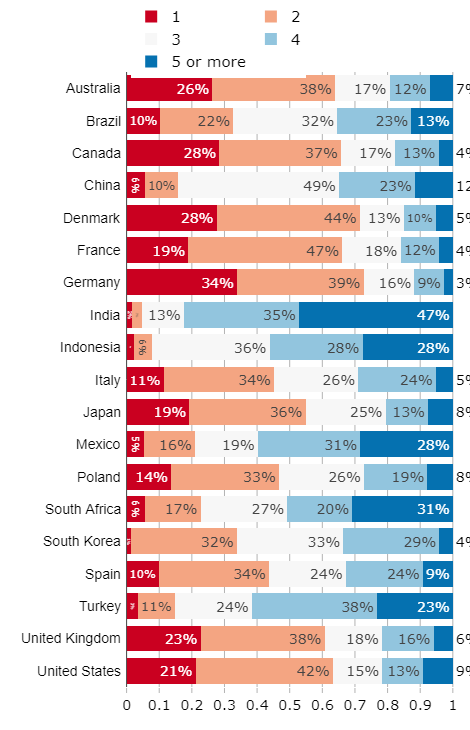 1 2
3 4
5 or more
Australia 26% 38% 17% 12% 7%
Brazil 10% 22% 32% 23% 13%
Canada 28% 37% 17% 13% 4%
China 6% 10% 49% 23% 12
Denmark 28% 44% 13% 10% 5%
France 19% 47% 18% 12% 4%
Germany 34% 39% 16% 9% 3%
India 13% 35% 47%
Indonesia 6% 36% 28% 28%
Italy 11% 34% 26% 24% 5%
Japan 19% 36% 25% 13% 8%
Mexico 5% 16% 19% 31% 28%
Poland 14% 33% 26% 19% 8%
South Africa 6% 17% 27% 20% 31%
South Korea 32% 33% 29% 4%
Spain 10% 34% 24% 24% 9%
Turkey 11% 24% 38% 23%
United Kingdom 23% 38% 18% 16% 6%
United States 21% 42% 15% 13% 9%
0 0.1 0.2 0.3 0.4 0.5 0.6 0.7 0.8 0.9 1